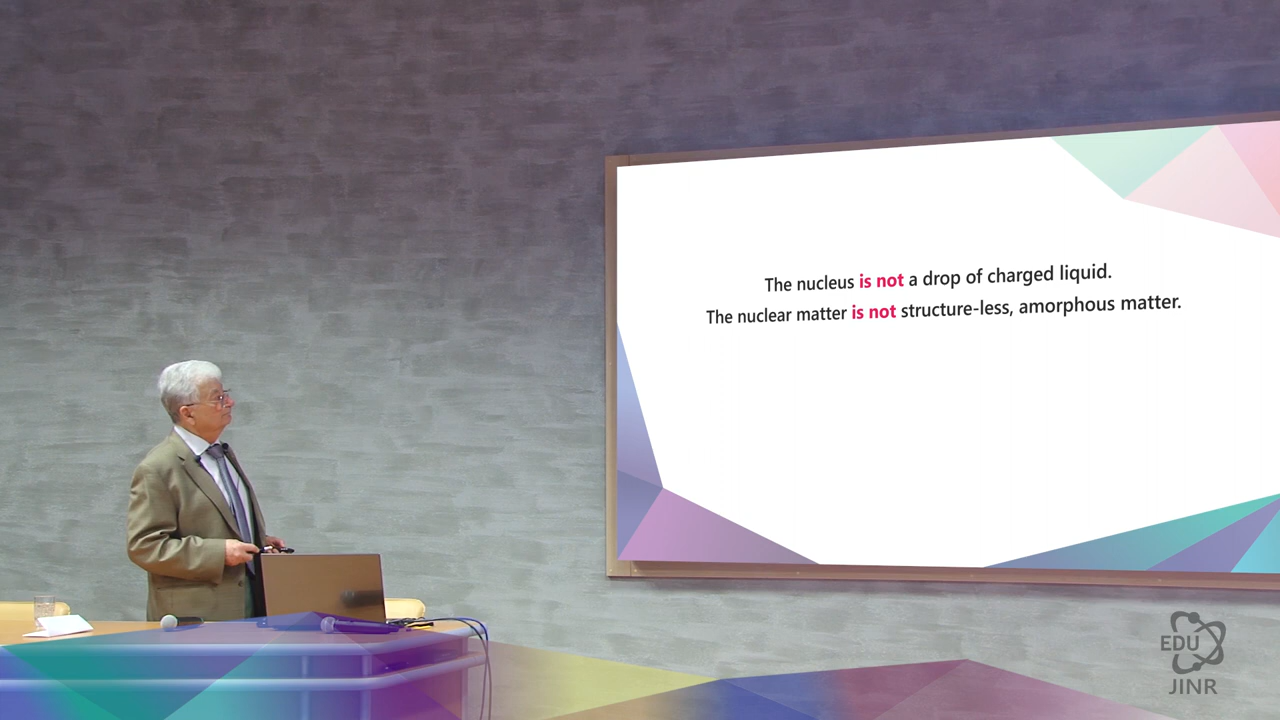 The nucleus is not a drop of charged liquid.
The nuclear matter is not structure-less, amorphous matter.
EDU
JINR